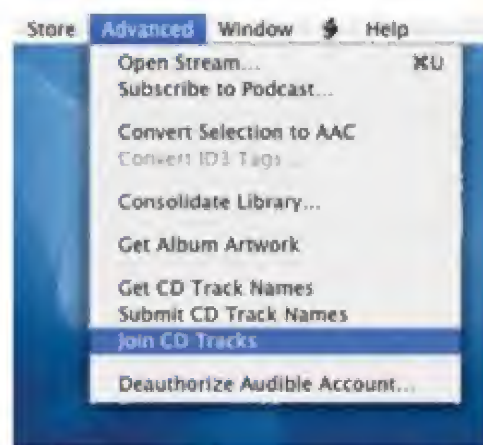 Store Advanced Window Help
Open Stream... ⌘U
Subscribe to Podcast...
Convert Selection to AAC
Convert ID3 Tags...
Consolidate Library...
Get Album Artwork
Get CD Track Names
Submit CD Track Names
Join CD Tracks
Deauthorize Audible Account...